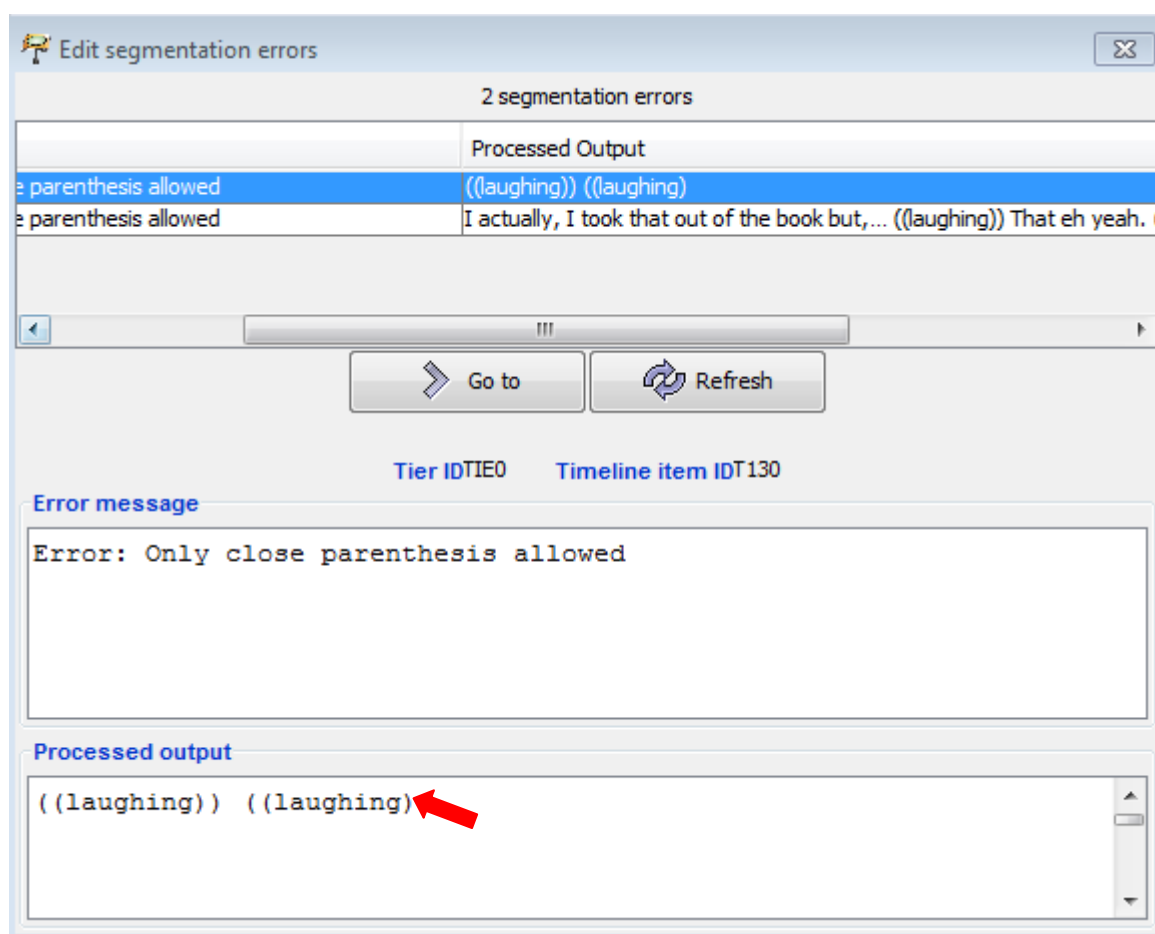 Edit segmentation errors
2 segmentation errors
Processed Output
e parenthesis allowed ((laughing)) ((laughing)
e parenthesis allowed I actually, I took that out of the book but,... ((laughing)) That eh yeah. (
Go to Refresh
Tier IDTIE0 Timeline item IDT130
Error message
Error: Only close parenthesis allowed
Processed output
((laughing)) ((laughing)